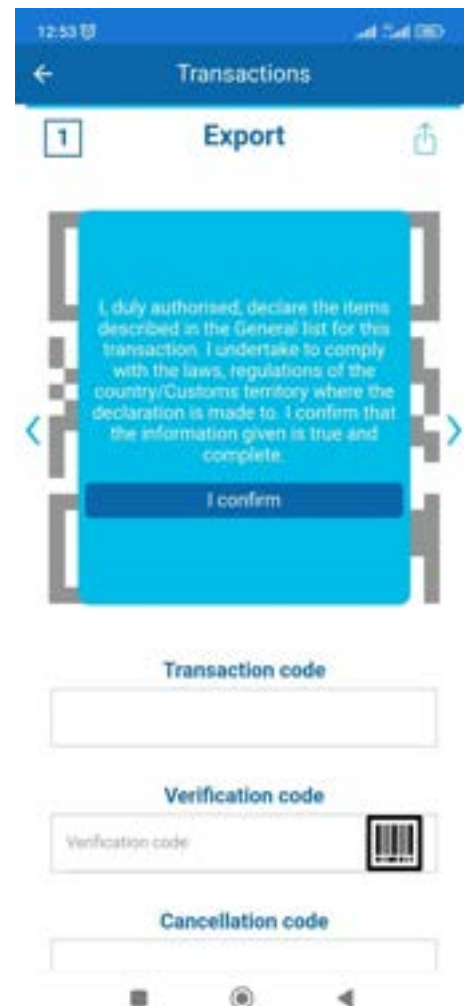 12:53
Transactions
1
Export
I, duly authorised, declare the items
described in the General list for this
transaction. I undertake to comply
with the laws, regulations of the
country/Customs territory where the
declaration is made to. I confirm that
the information given is true and
complete.
I confirm
Transaction code
Verification code
Verification code
Cancellation code